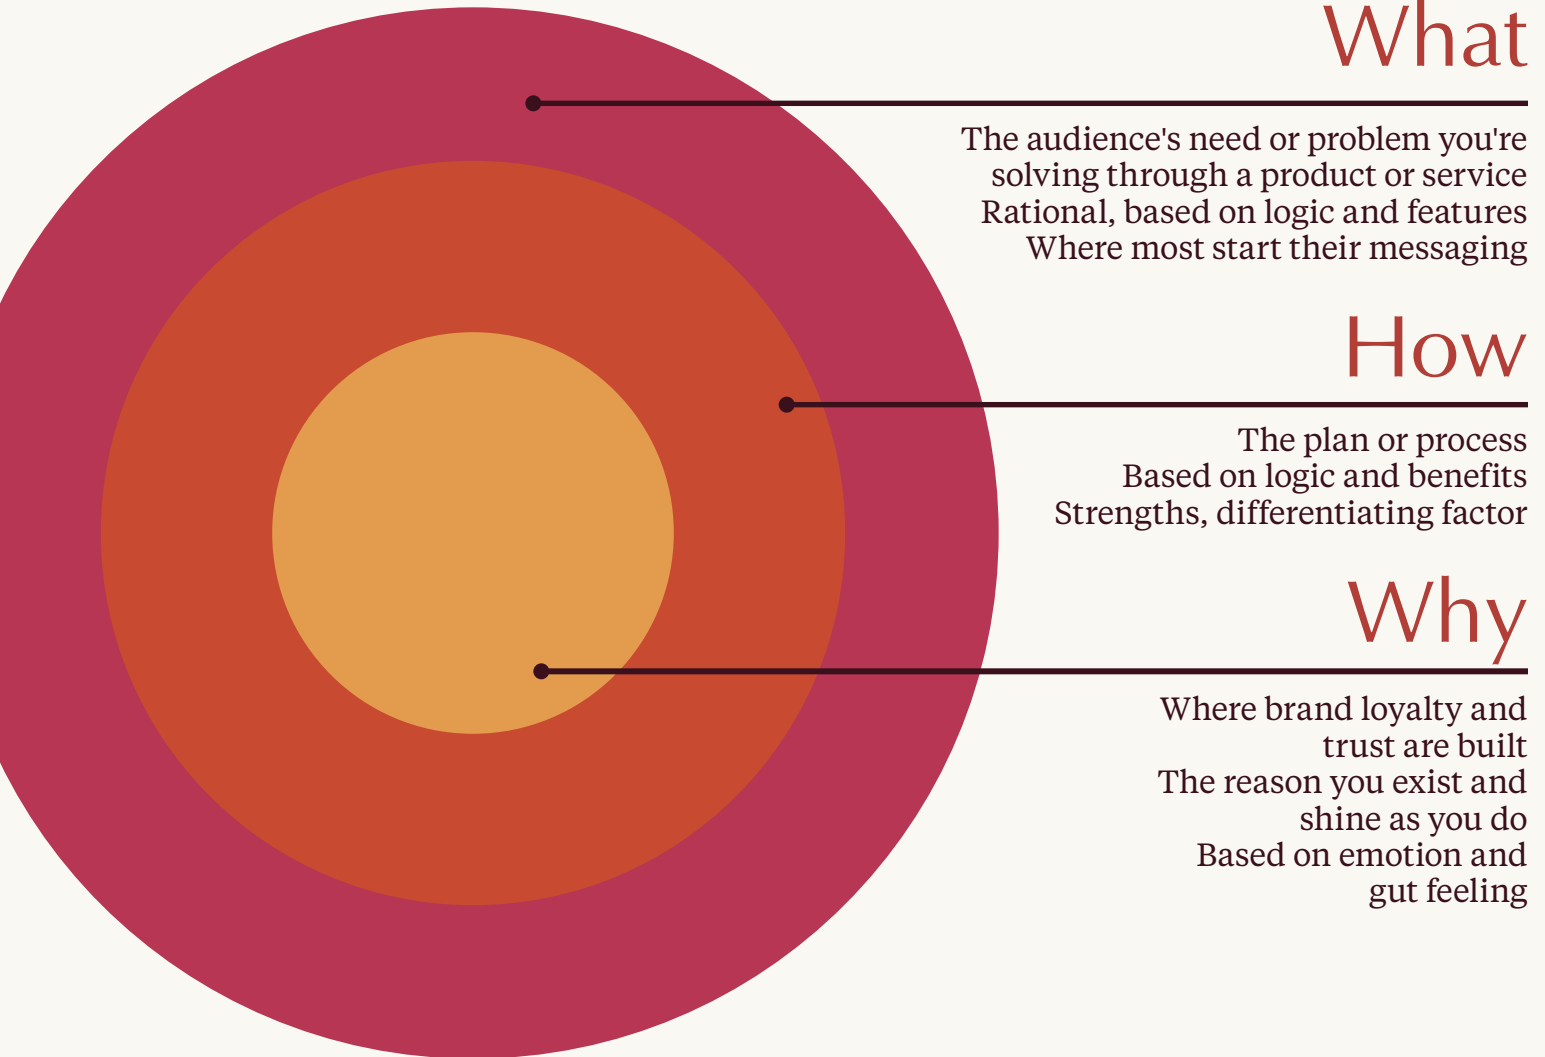 What
The audience's need or problem you're
solving through a product or service
Rational, based on logic and features
Where most start their messaging
How
The plan or process
Based on logic and benefits
Strengths, differentiating factor
Why
Where brand loyalty and
trust are built
The reason you exist and
shine as you do
Based on emotion and
gut feeling